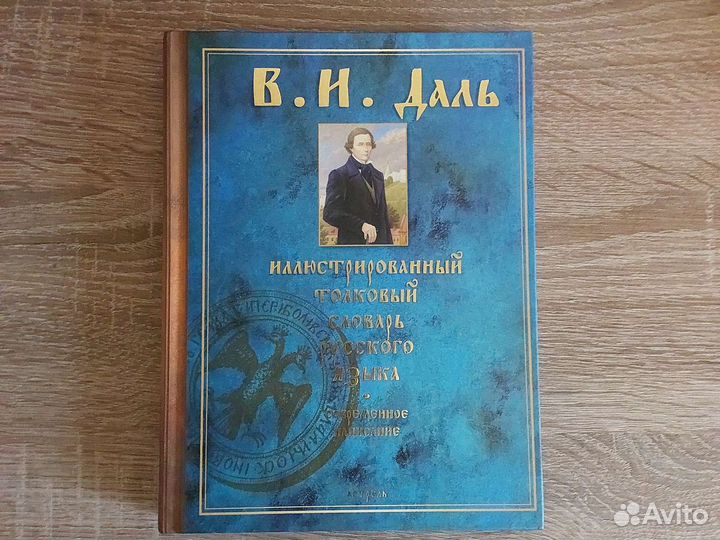 В. И. Даль
иллюстрированный
толковый
словарь
русского
языка
современное
написание
Avito